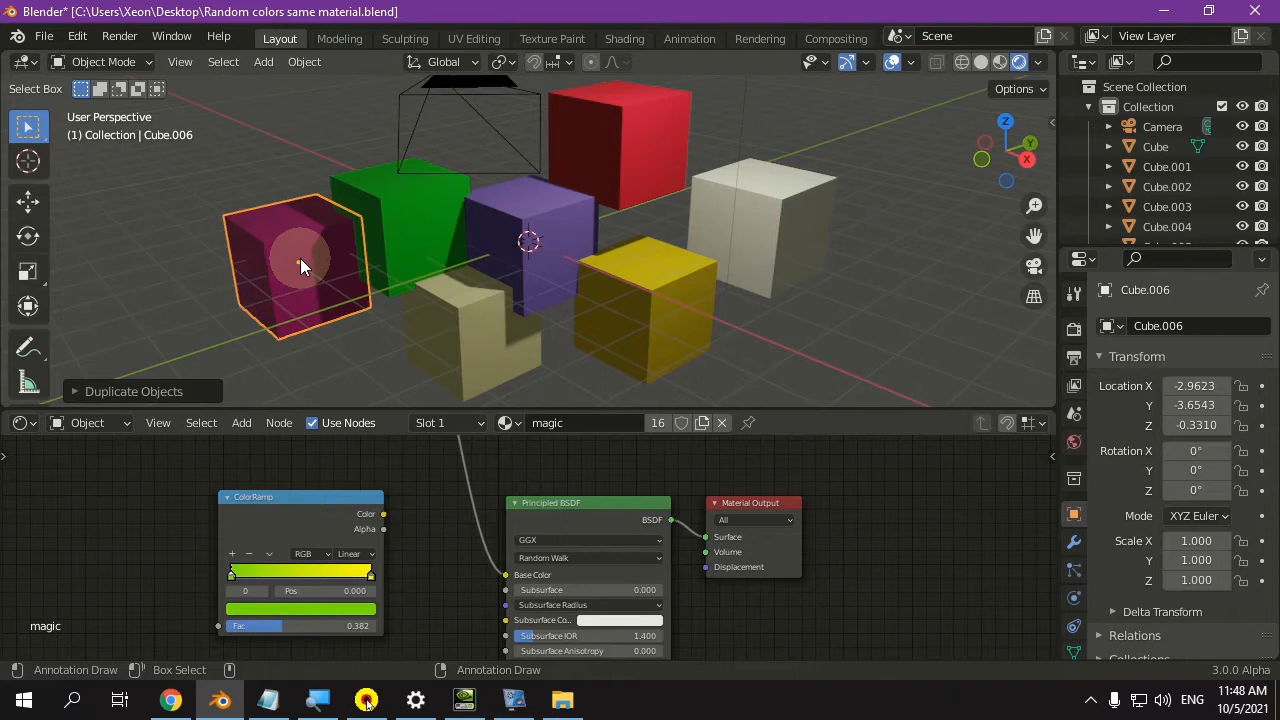 Blender* [C:\Users\Xeon\Desktop\Random colors same material.blend]
File Edit Render Window Help Layout Modeling Sculpting UV Editing Texture Paint Shading Animation Rendering Compositing Scene View Layer
Object Mode View Select Add Object Global
Select Box Options
User Perspective
(1) Collection | Cube.006
Z
Y
X
Duplicate Objects
Scene Collection
Collection
Camera
Cube
Cube.001
Cube.002
Cube.003
Cube.004
Cube.006
Cube.006
Transform
Location X -2.9623
Y -3.6543
Z -0.3310
Rotation X 0°
Y 0°
Z 0°
Mode XYZ Euler
Scale X 1.000
Y 1.000
Z 1.000
Delta Transform
Relations
Collections
Object View Select Add Node Use Nodes Slot 1 magic 16
ColorRamp
Color
Alpha
RGB Linear
0 Pos 0.000
Fac 0.382
Principled BSDF
BSDF
GGX
Random Walk
Base Color
Subsurface 0.000
Subsurface Radius
Subsurface Co..
Subsurface IOR 1.400
Subsurface Anisotropy 0.000
Material Output
All
Surface
Volume
Displacement
magic
Annotation Draw Box Select Annotation Draw 3.0.0 Alpha
ENG
11:48 AM
10/5/2021